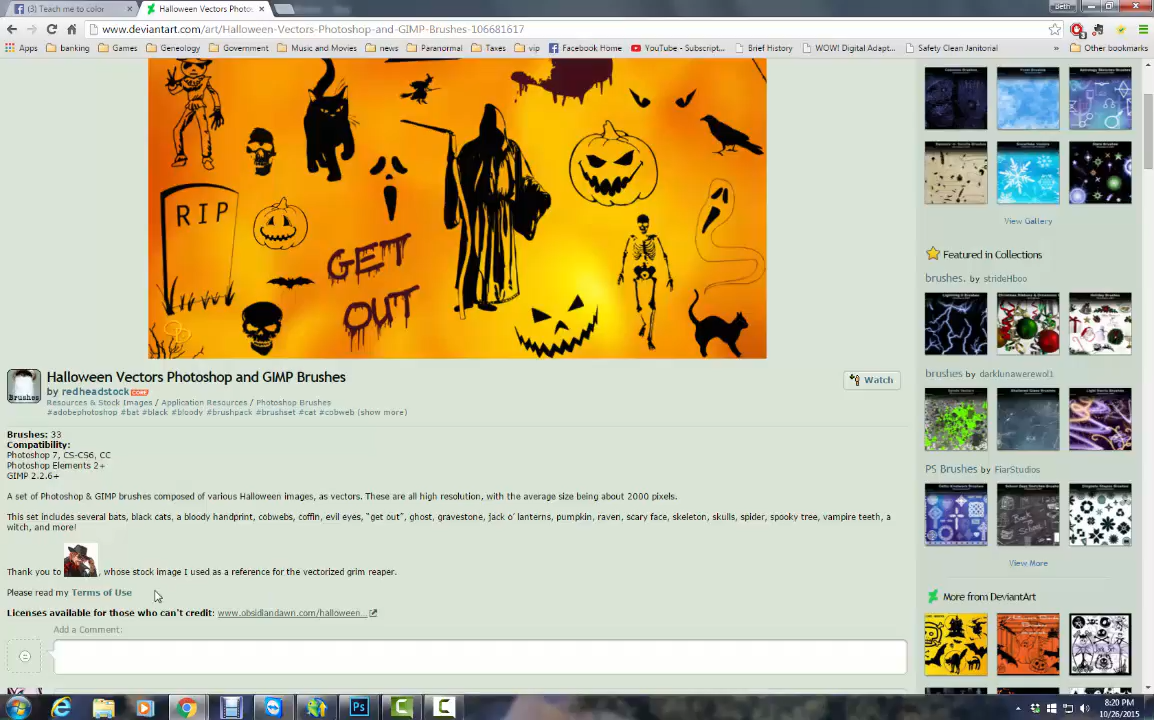 (3) Teach me to color
Halloween Vectors Photos
Beth
www.deviantart.com/art/Halloween-Vectors-Photoshop-and-GIMP-Brushes-106681617
Apps banking Games Geneology Government Music and Movies news Paranormal Taxes vip Facebook Home YouTube - Subscript... Brief History WOW! Digital Adapt... Safety Clean Janitorial » Other bookmarks
RIP
GET
OUT
View Gallery
Featured in Collections
brushes. by strideHboo
Halloween Vectors Photoshop and GIMP Brushes
by redheadstock CORE
Watch
Resources & Stock Images / Application Resources / Photoshop Brushes
#adobephotoshop #bat #black #bloody #brushpack #brushset #cat #cobweb (show more)
Brushes
brushes by darklunawerewol1
Brushes: 33
Compatibility:
Photoshop 7, CS-CS6, CC
Photoshop Elements 2+
GIMP 2.2.6+
PS Brushes by FiarStudios
A set of Photoshop & GIMP brushes composed of various Halloween images, as vectors. These are all high resolution, with the average size being about 2000 pixels.
This set includes several bats, black cats, a bloody handprint, cobwebs, coffin, evil eyes, "get out", ghost, gravestone, jack o' lanterns, pumpkin, raven, scary face, skeleton, skulls, spider, spooky tree, vampire teeth, a
witch, and more!
View More
Thank you to , whose stock image I used as a reference for the vectorized grim reaper.
Please read my Terms of Use
More from DeviantArt
Licenses available for those who can't credit: www.obsidiandawn.com/halloween...
Add a Comment:
Ps
8:20 PM
10/26/2015